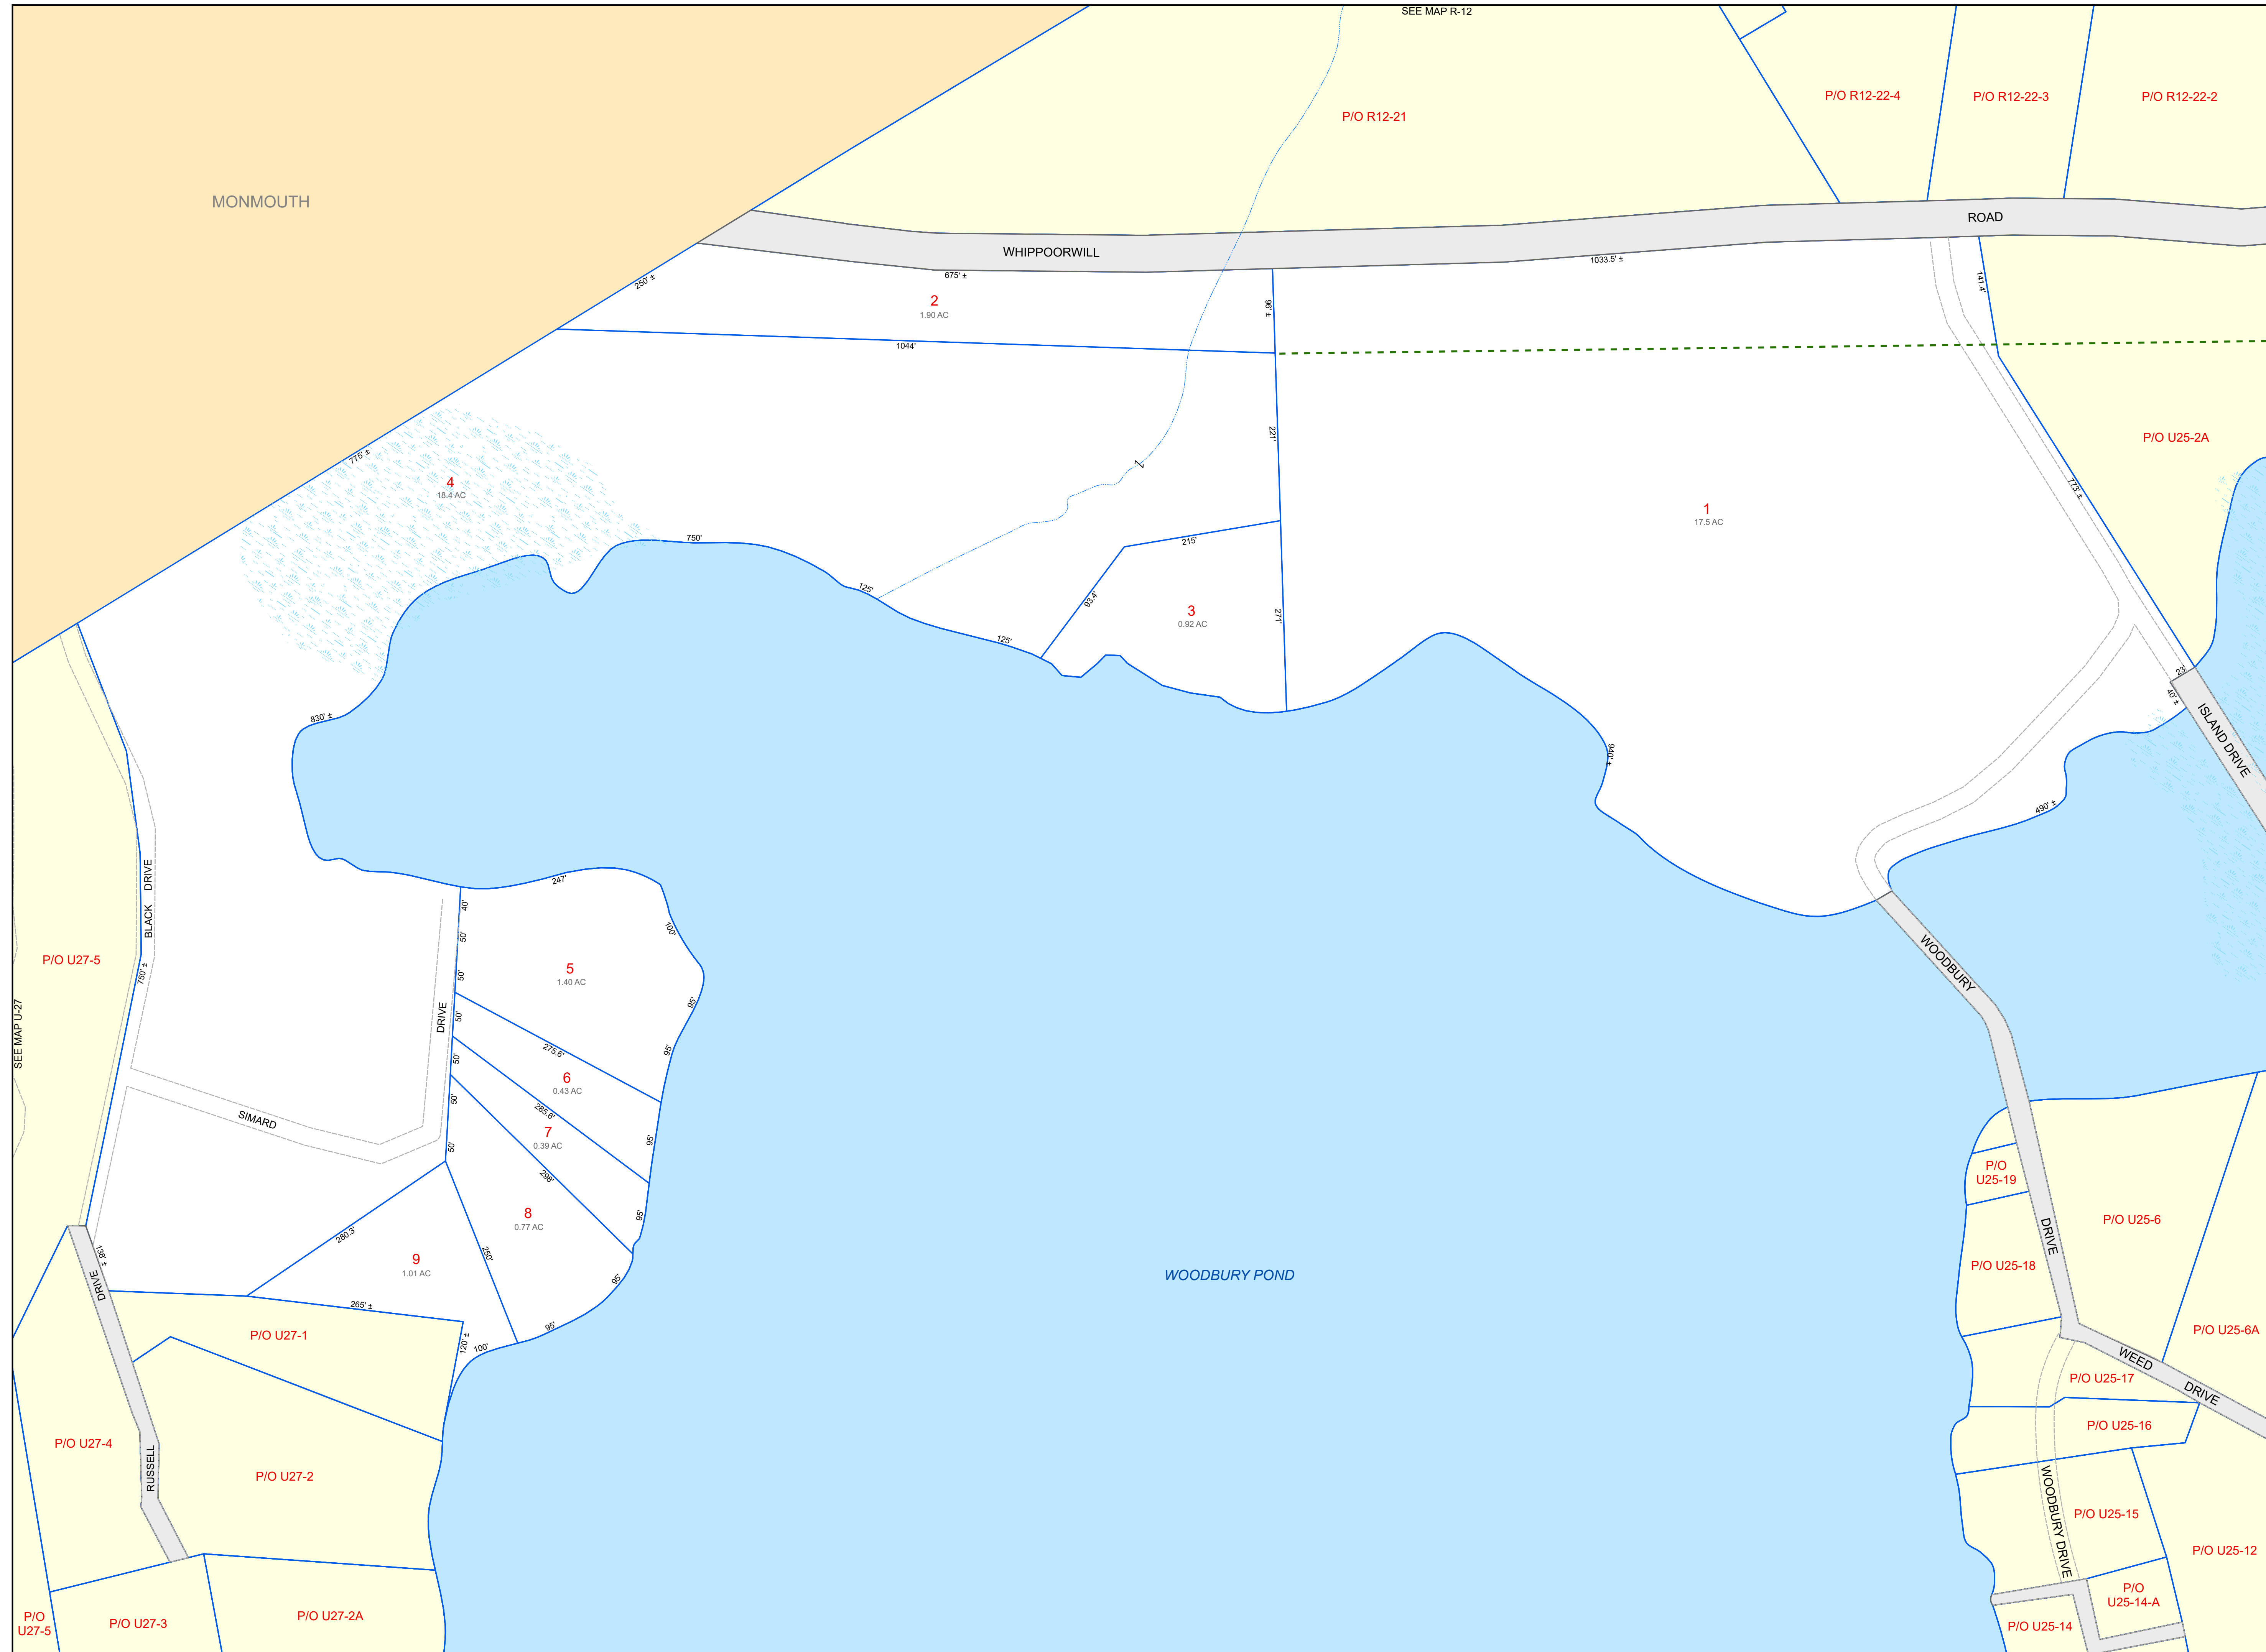 SEE MAP R-12
P/O R12-22-4
P/O R12-22-3
P/O R12-22-2
P/O R12-21
MONMOUTH
ROAD
WHIPPOORWILL
1033.5' ±
250' ±
675' ±
141.4'
2
1.90 AC
96' ±
1044'
221'
P/O U25-2A
775' ±
4
18.4 AC
773' ±
1
17.5 AC
750'
215'
125'
93.4'
3
0.92 AC
271'
125'
23'
40' ±
830' ±
ISLAND DRIVE
940' ±
490' ±
BLACK DRIVE
247'
40'
100'
50'
P/O U27-5
750' ±
5
1.40 AC
50'
WOODBURY
95'
SEE MAP U-27
DRIVE
50'
275.6'
95'
50'
6
0.43 AC
50'
285.6'
SIMARD
7
0.39 AC
95'
50'
298'
P/O
U25-19
8
0.77 AC
95'
P/O U25-6
280.3'
DRIVE
138' ±
250'
9
1.01 AC
P/O U25-18
WOODBURY POND
95'
DRIVE
265' ±
95'
P/O U27-1
120' ±
100'
P/O U25-6A
WEED
DRIVE
P/O U25-17
P/O U25-16
P/O U27-4
RUSSELL
P/O U27-2
WOODBURY DRIVE
P/O U25-15
P/O U25-12
P/O
U25-14-A
P/O
U27-5
P/O U27-3
P/O U27-2A
P/O U25-14